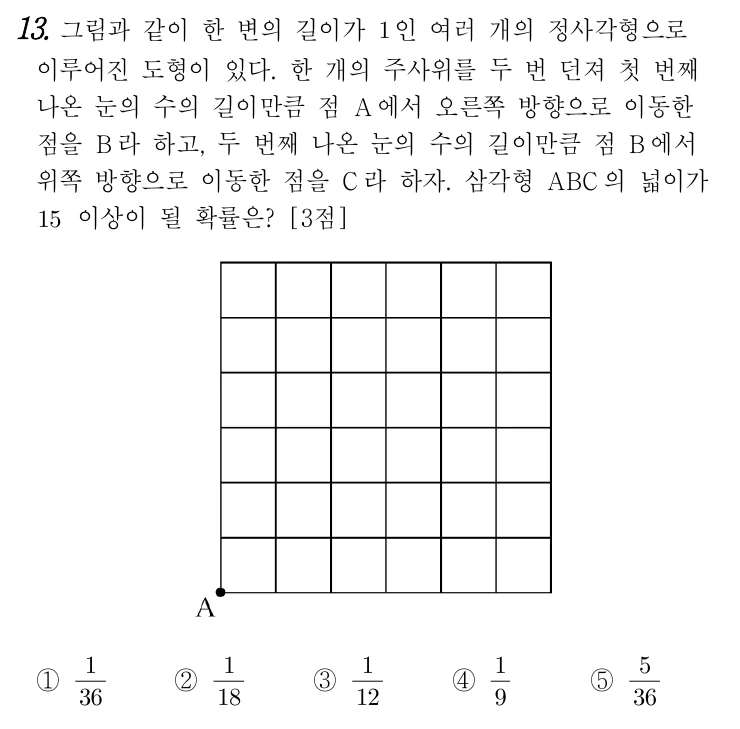 13. 그림과 같이 한 변의 길이가 1인 여러 개의 정사각형으로
이루어진 도형이 있다. 한 개의 주사위를 두 번 던져 첫 번째
나온 눈의 수의 길이만큼 점 A에서 오른쪽 방향으로 이동한
점을 B라 하고, 두 번째 나온 눈의 수의 길이만큼 점 B에서
위쪽 방향으로 이동한 점을 C라 하자. 삼각형 ABC의 넓이가
15 이상이 될 확률은? [3점]
A
① 1/36 ② 1/18 ③ 1/12 ④ 1/9 ⑤ 5/36